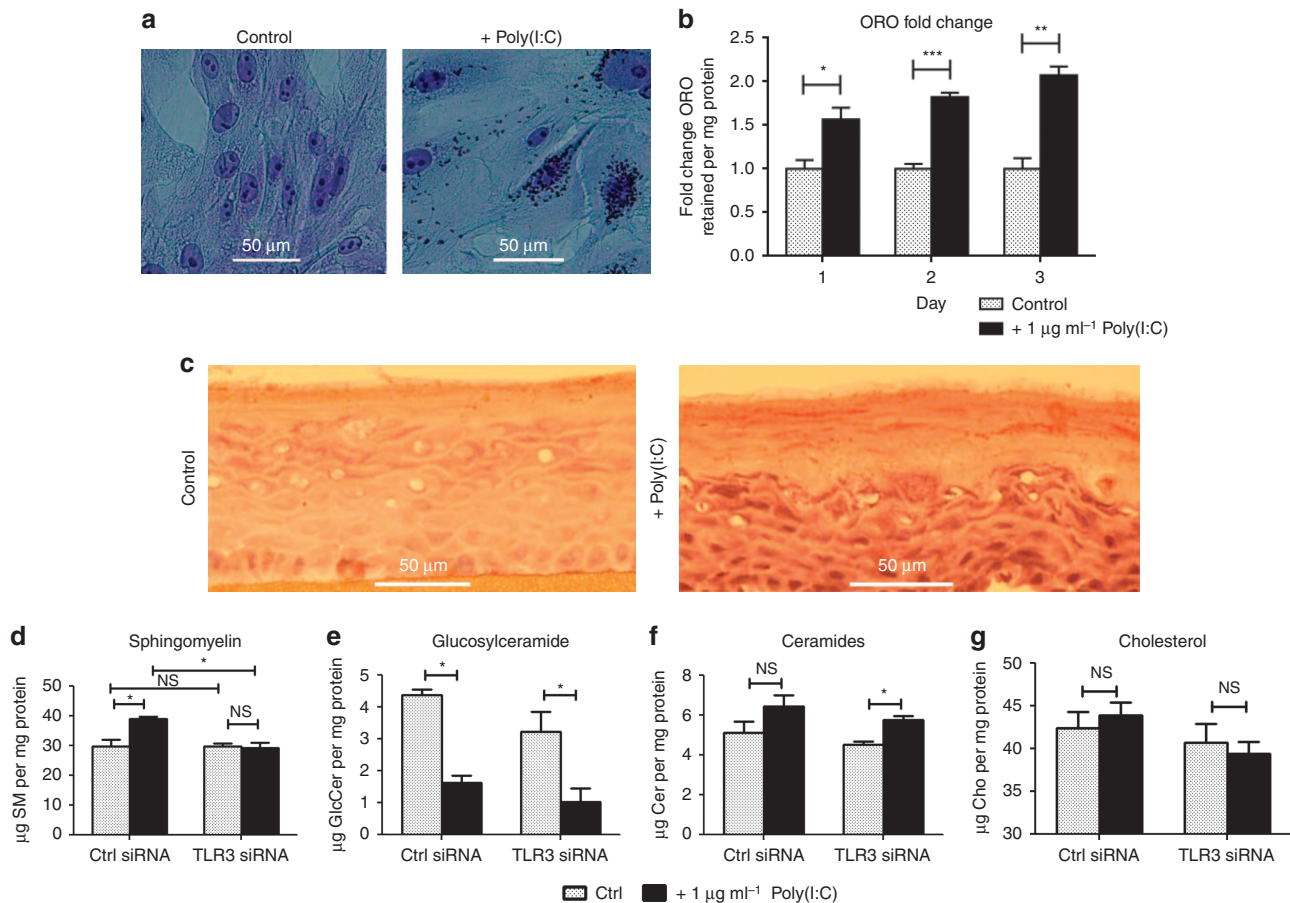 a
Control
+ Poly(I:C)
50 μm
50 μm
b
ORO fold change
Fold change ORO
retained per mg protein
2.5
2.0
1.5
1.0
0.5
0.0
*
***
**
1
2
3
Day
Control
+ 1 μg ml⁻¹ Poly(I:C)
c
Control
50 μm
+ Poly(I:C)
50 μm
d
Sphingomyelin
μg SM per mg protein
50
40
30
20
10
0
*
NS
*
NS
Ctrl siRNA
TLR3 siRNA
e
Glucosylceramide
μg GlcCer per mg protein
5
4
3
2
1
0
*
*
Ctrl siRNA
TLR3 siRNA
f
Ceramides
μg Cer per mg protein
8
6
4
2
0
NS
*
Ctrl siRNA
TLR3 siRNA
g
Cholesterol
μg Cho per mg protein
50
45
40
35
30
NS
NS
Ctrl siRNA
TLR3 siRNA
Ctrl
+ 1 μg ml⁻¹ Poly(I:C)